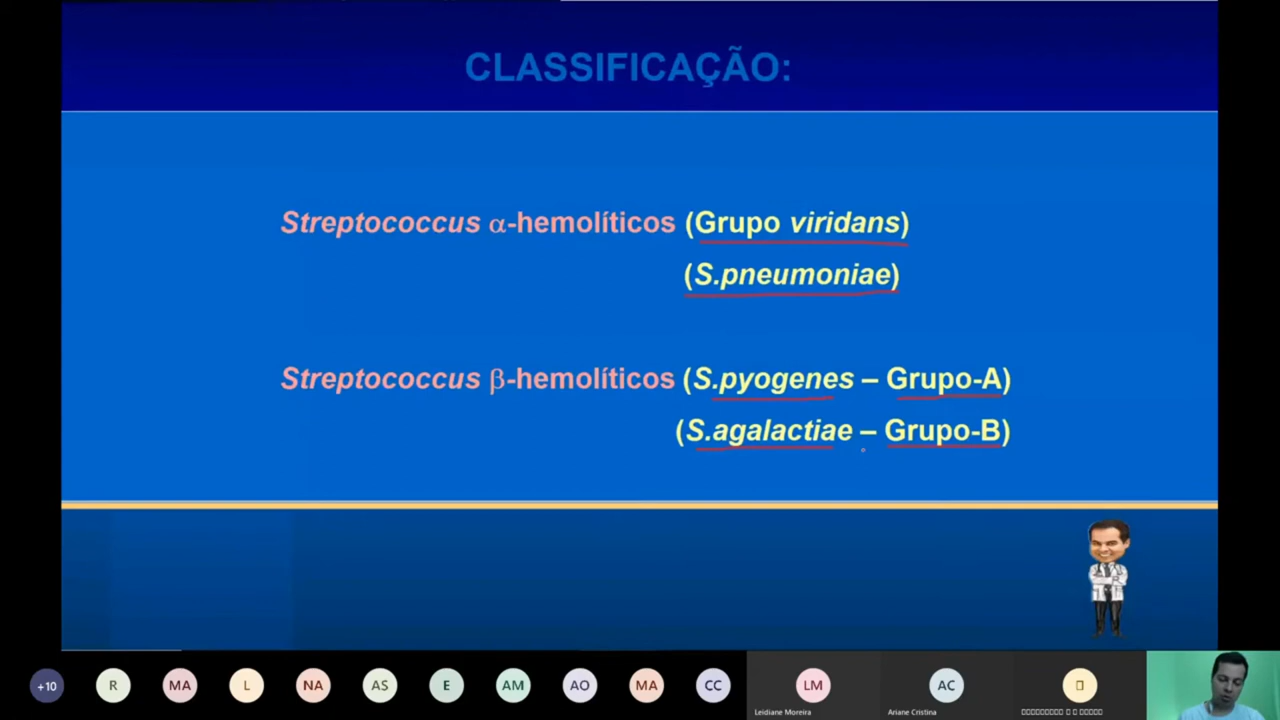 CLASSIFICAÇÃO:
Streptococcus α-hemolíticos (Grupo viridans)
(S.pneumoniae)
Streptococcus β-hemolíticos (S.pyogenes – Grupo-A)
(S.agalactiae – Grupo-B)
+10 R MA L NA AS E AM AO MA CC LM AC
Leidiane Moreira Ariane Cristina